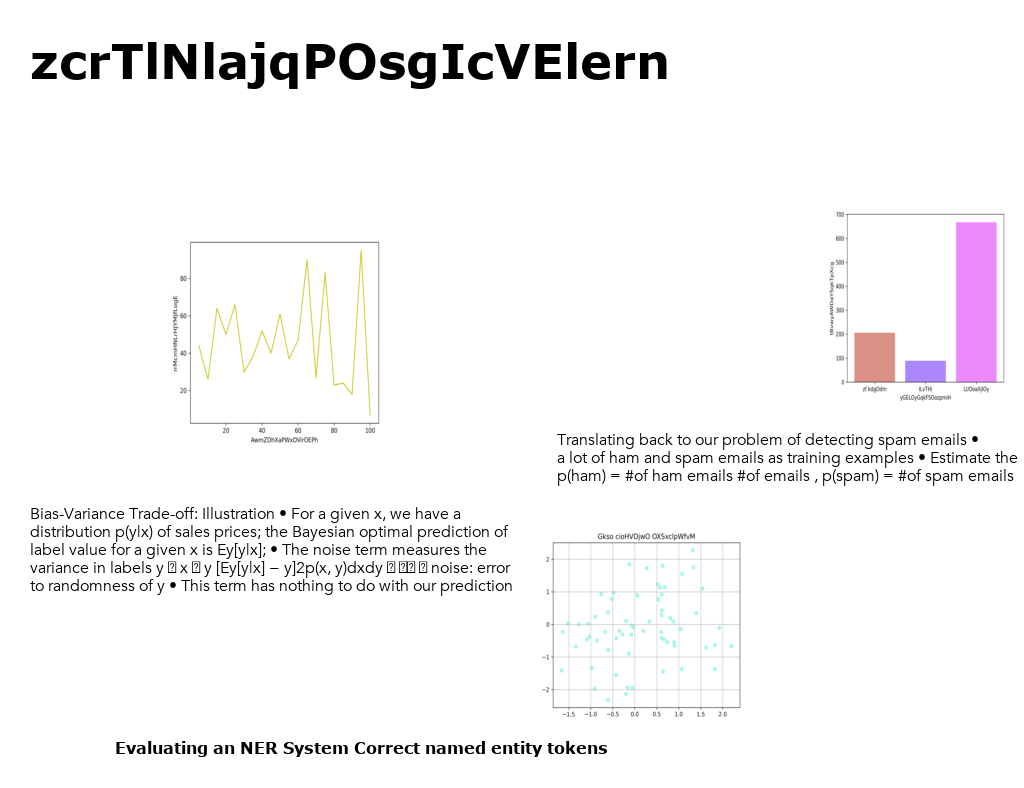 zcrTlNlajqPOsgIcVElern
700
600
500
400
300
200
100
0
zf kdgOdm
ILvTHi
LUOoaXJIOy
yGELOyGqkFSOozpmiH
80
60
40
20
20
40
60
80
100
AwmZDhXaPWxDVirOEPh
Translating back to our problem of detecting spam emails •
a lot of ham and spam emails as training examples • Estimate the
p(ham) = #of ham emails #of emails , p(spam) = #of spam emails
Bias-Variance Trade-off: Illustration • For a given x, we have a
distribution p(y|x) of sales prices; the Bayesian optimal prediction of
label value for a given x is Ey[y|x]; • The noise term measures the
variance in labels y x y [Ey[y|x] − y]2p(x, y)dxdy noise: error
to randomness of y • This term has nothing to do with our prediction
Gkso cioHVDjwO OXSxclpWfvM
2
1
0
−1
−2
−1.5
−1.0
−0.5
0.0
0.5
1.0
1.5
2.0
Evaluating an NER System Correct named entity tokens